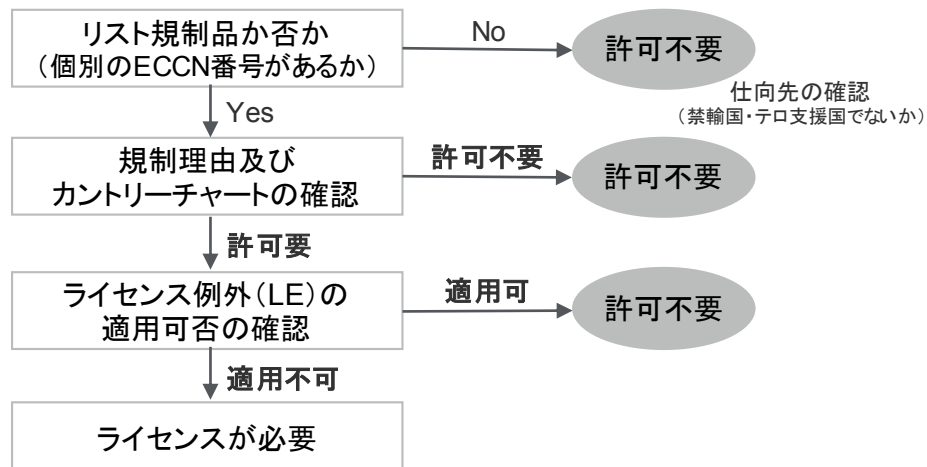 リスト規制品か否か
（個別のECCN番号があるか）
No
許可不要
仕向先の確認
（禁輸国・テロ支援国でないか）
Yes
規制理由及び
カントリーチャートの確認
許可不要
許可不要
許可要
ライセンス例外（LE）の
適用可否の確認
適用可
許可不要
適用不可
ライセンスが必要